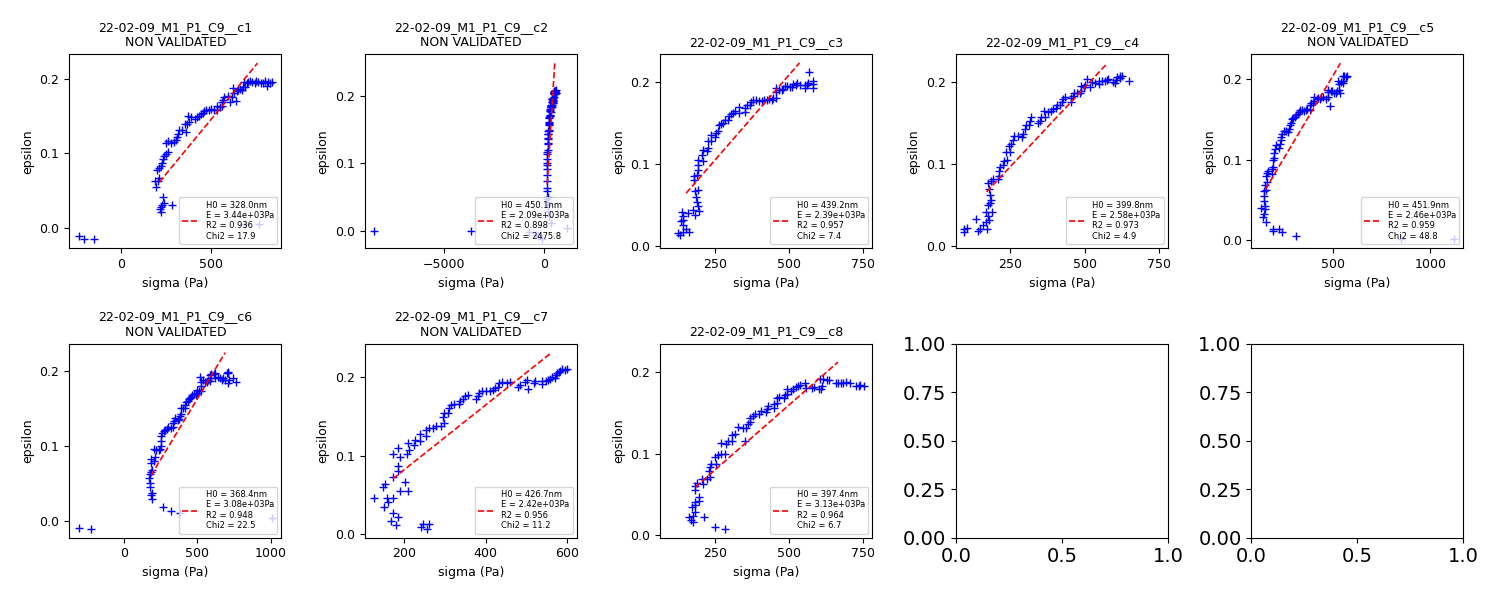 22-02-09_M1_P1_C9__c1
NON VALIDATED
epsilon
0.2
0.1
0.0
H0 = 328.0nm
E = 3.44e+03Pa
R2 = 0.936
Chi2 = 17.9
0
500
sigma (Pa)
22-02-09_M1_P1_C9__c2
NON VALIDATED
epsilon
0.2
0.1
0.0
H0 = 450.1nm
E = 2.09e+03Pa
R2 = 0.898
Chi2 = 2475.8
−5000
0
sigma (Pa)
22-02-09_M1_P1_C9__c3
epsilon
0.2
0.1
0.0
H0 = 439.2nm
E = 2.39e+03Pa
R2 = 0.957
Chi2 = 7.4
250
500
750
sigma (Pa)
22-02-09_M1_P1_C9__c4
epsilon
0.2
0.1
0.0
H0 = 399.8nm
E = 2.58e+03Pa
R2 = 0.973
Chi2 = 4.9
250
500
750
sigma (Pa)
22-02-09_M1_P1_C9__c5
NON VALIDATED
epsilon
0.2
0.1
0.0
H0 = 451.9nm
E = 2.46e+03Pa
R2 = 0.959
Chi2 = 48.8
500
1000
sigma (Pa)
22-02-09_M1_P1_C9__c6
NON VALIDATED
epsilon
0.2
0.1
0.0
H0 = 368.4nm
E = 3.08e+03Pa
R2 = 0.948
Chi2 = 22.5
0
500
1000
sigma (Pa)
22-02-09_M1_P1_C9__c7
NON VALIDATED
epsilon
0.2
0.1
0.0
H0 = 426.7nm
E = 2.42e+03Pa
R2 = 0.956
Chi2 = 11.2
200
400
600
sigma (Pa)
22-02-09_M1_P1_C9__c8
epsilon
0.2
0.1
0.0
H0 = 397.4nm
E = 3.13e+03Pa
R2 = 0.964
Chi2 = 6.7
250
500
750
sigma (Pa)
1.00
0.75
0.50
0.25
0.00
0.0
0.5
1.0
1.00
0.75
0.50
0.25
0.00
0.0
0.5
1.0